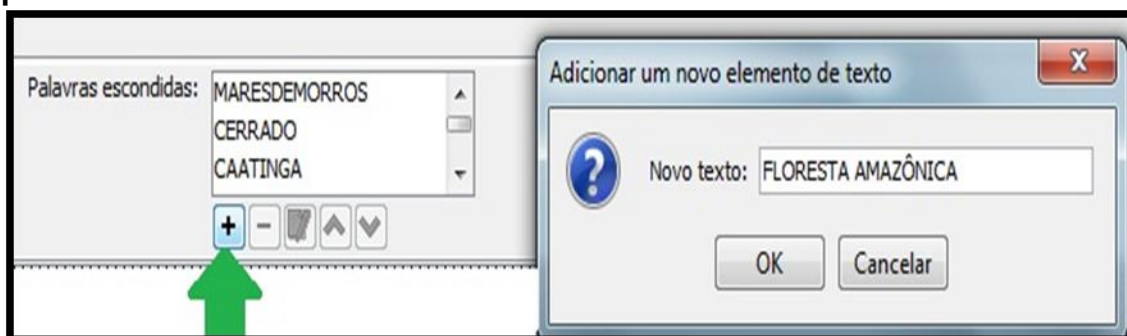 Palavras escondidas:
MARESDEMORROS
CERRADO
CAATINGA
Adicionar um novo elemento de texto
X
Novo texto: FLORESTA AMAZÔNICA
OK Cancelar